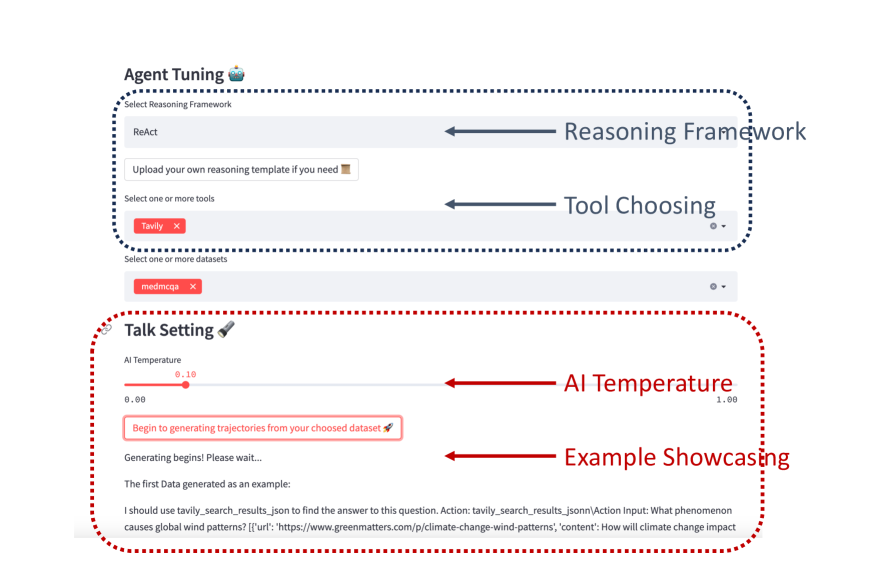 Agent Tuning 🤖
Select Reasoning Framework
ReAct
Reasoning Framework
Upload your own reasoning template if you need 📜
Select one or more tools
Tool Choosing
Tavily ×
Select one or more datasets
medmcqa ×
Talk Setting 🔦
AI Temperature
0.10
AI Temperature
0.00 1.00
Begin to generating trajectories from your choosed dataset 🚀
Generating begins! Please wait...
Example Showcasing
The first Data generated as an example:
I should use tavily_search_results_json to find the answer to this question. Action: tavily_search_results_jsonn\Action Input: What phenomenon
causes global wind patterns? [{'url': 'https://www.greenmatters.com/p/climate-change-wind-patterns', 'content': How will climate change impact